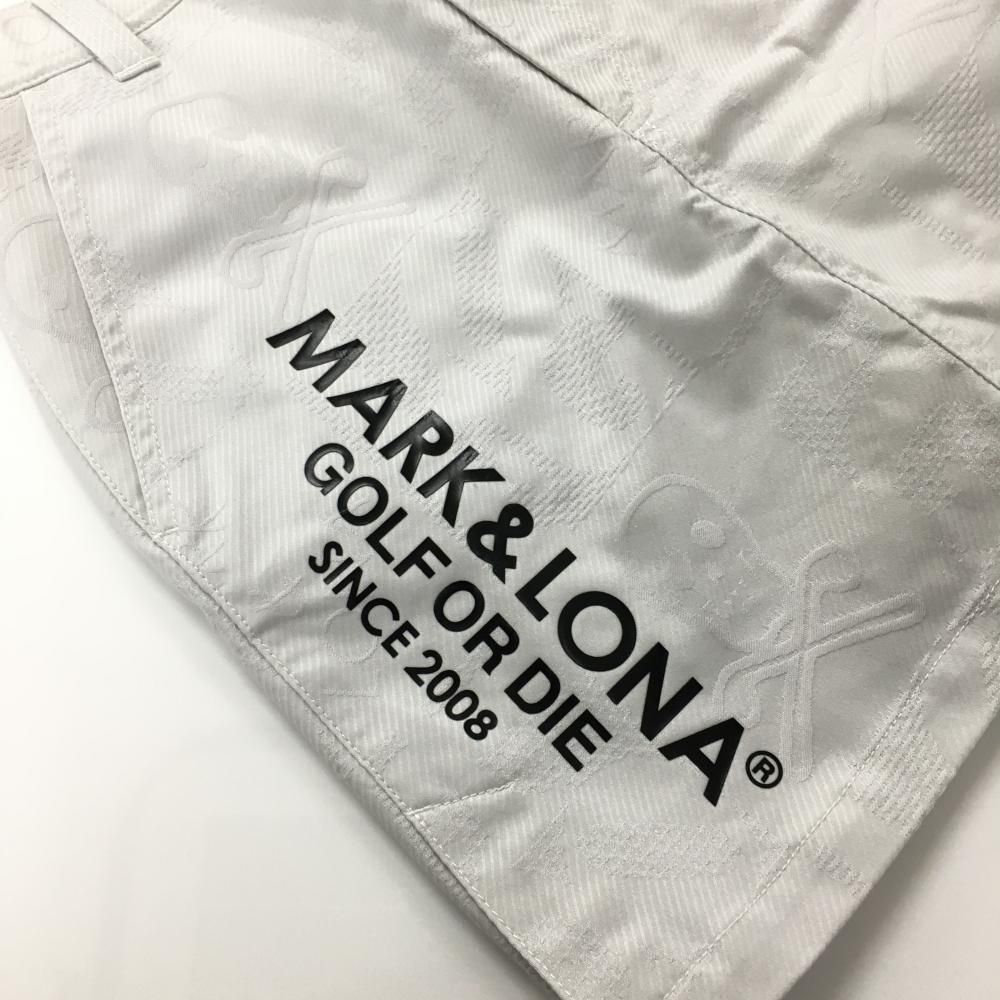 MARK & LONA®
GOLF OR DIE
SINCE 2008